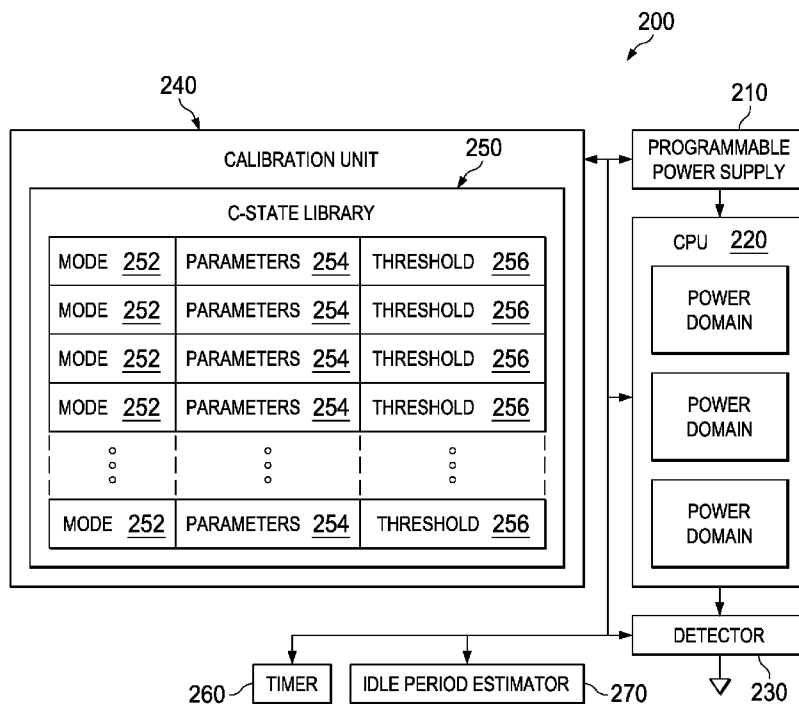 200
240
210
CALIBRATION UNIT
PROGRAMMABLE
POWER SUPPLY
250
C-STATE LIBRARY
CPU 220
MODE 252 PARAMETERS 254 THRESHOLD 256
MODE 252 PARAMETERS 254 THRESHOLD 256
MODE 252 PARAMETERS 254 THRESHOLD 256
MODE 252 PARAMETERS 254 THRESHOLD 256
MODE 252 PARAMETERS 254 THRESHOLD 256
POWER
DOMAIN
POWER
DOMAIN
POWER
DOMAIN
DETECTOR
230
260
TIMER
IDLE PERIOD ESTIMATOR
270